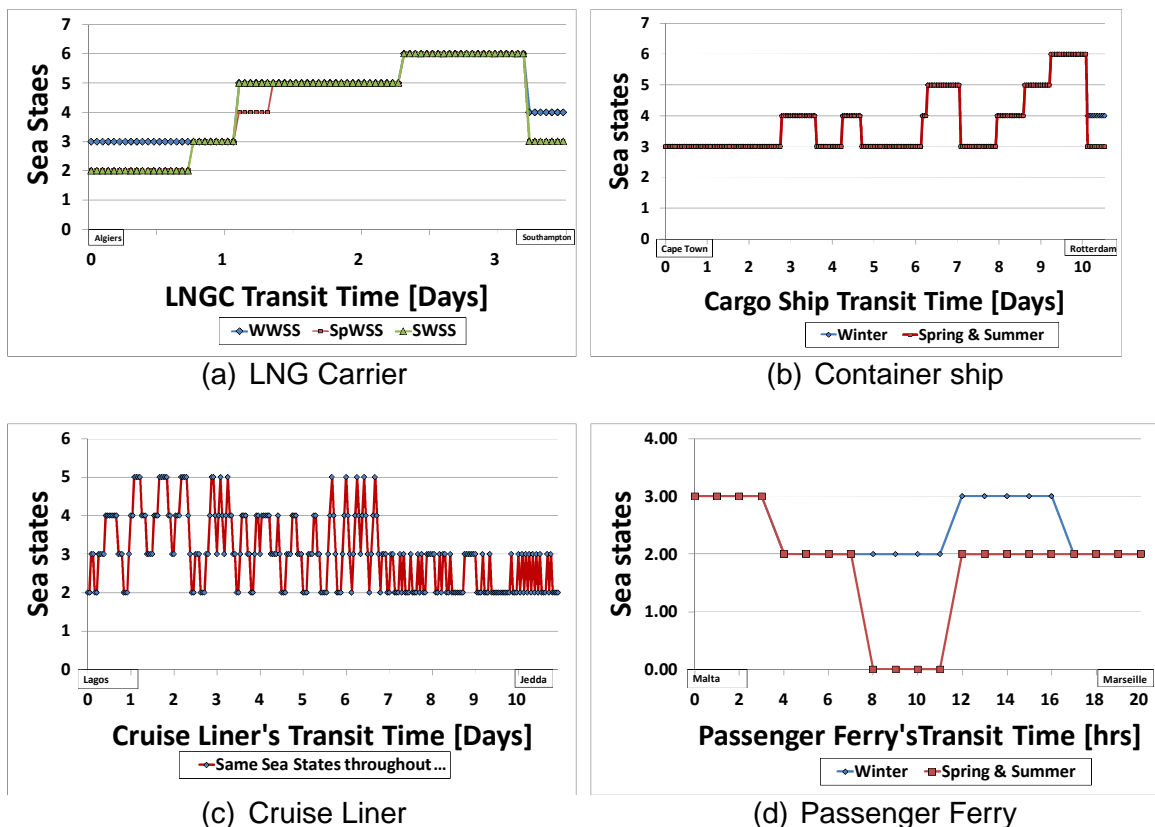 7
6
5
4
3
2
1
0
Sea Staes
Algiers
Southampton
0 1 2 3
LNGC Transit Time [Days]
WWSS SpWSS SWSS
(a) LNG Carrier
7
6
5
4
3
2
1
0
Sea states
Cape Town
Rotterdam
0 1 2 3 4 5 6 7 8 9 10
Cargo Ship Transit Time [Days]
Winter Spring & Summer
(b) Container ship
6
5
4
3
2
1
0
Sea states
Lagos
Jedda
0 1 2 3 4 5 6 7 8 9 10
Cruise Liner's Transit Time [Days]
Same Sea States throughout ...
(c) Cruise Liner
4.00
3.00
2.00
1.00
0.00
Sea states
Malta
Marseille
0 2 4 6 8 10 12 14 16 18 20
Passenger Ferry'sTransit Time [hrs]
Winter Spring & Summer
(d) Passenger Ferry